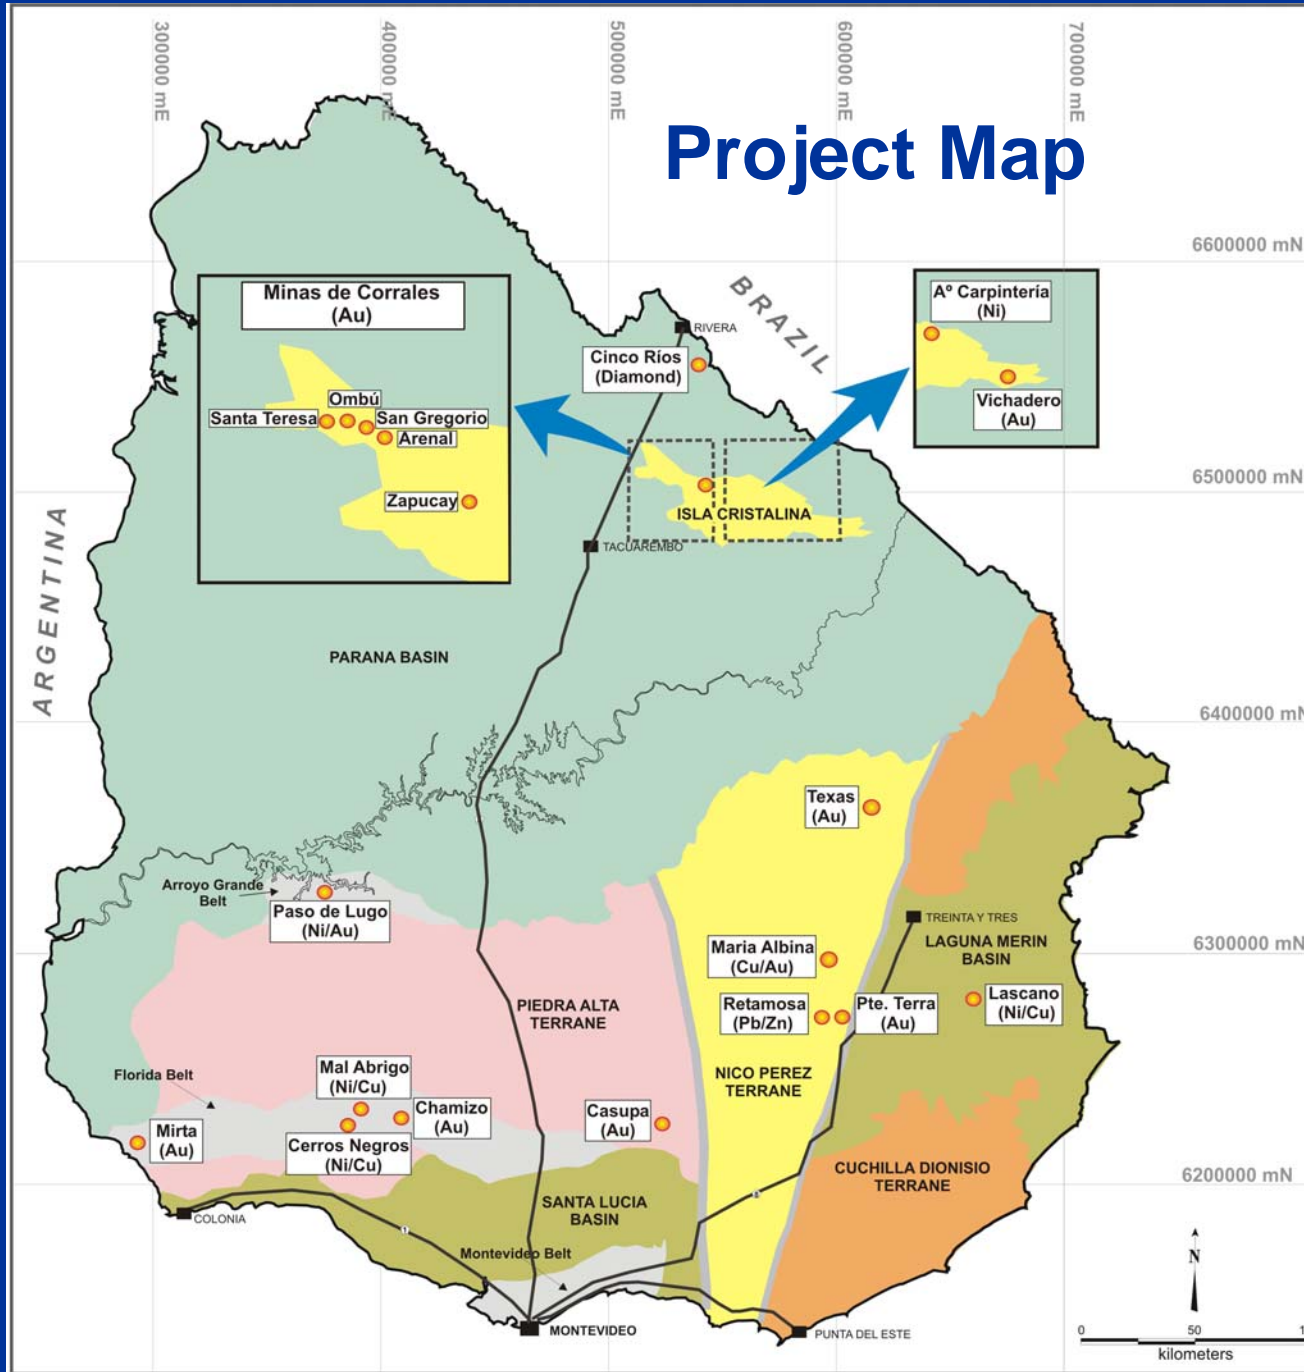 300000 mE
400000 mE
500000 mE
600000 mE
700000 mE
Project Map
6600000 mN
BRAZIL
Minas de Corrales
(Au)
Aº Carpintería
(Ni)
RIVERA
Cinco Ríos
(Diamond)
Ombú
Santa Teresa
San Gregorio
Arenal
Vichadero
(Au)
6500000 mN
Zapucay
ISLA CRISTALINA
ARGENTINA
TACUAREMBO
PARANA BASIN
6400000 mN
Texas
(Au)
Arroyo Grande
Belt
Paso de Lugo
(Ni/Au)
TREINTA Y TRES
LAGUNA MERIN
BASIN
6300000 mN
Maria Albina
(Cu/Au)
PIEDRA ALTA
TERRANE
Retamosa
(Pb/Zn)
Pte. Terra
(Au)
Lascano
(Ni/Cu)
Florida Belt
Mal Abrigo
(Ni/Cu)
NICO PEREZ
TERRANE
Chamizo
(Au)
Casupa
(Au)
Mirta
(Au)
Cerros Negros
(Ni/Cu)
CUCHILLA DIONISIO
TERRANE
6200000 mN
SANTA LUCIA
BASIN
COLONIA
1
Montevideo Belt
N
MONTEVIDEO
PUNTA DEL ESTE
0
50
kilometers